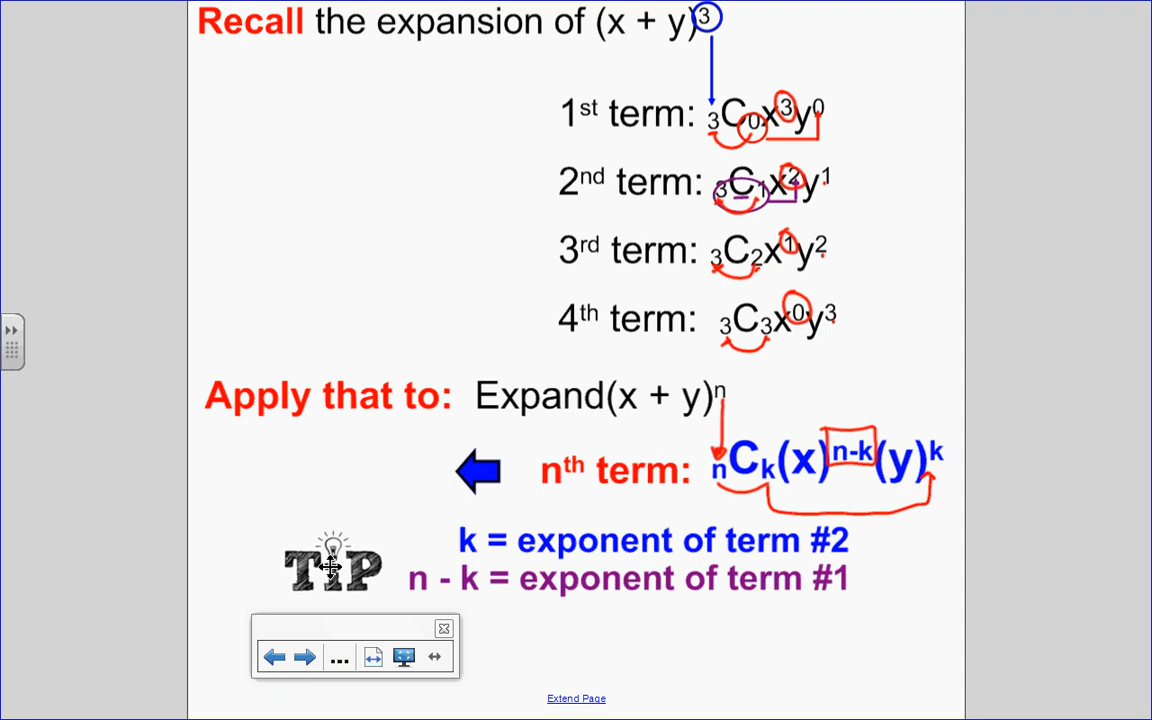 Recall the expansion of (x + y)³
1st term: ₃C₀x³y⁰
2nd term: ₃C₁x²y¹
3rd term: ₃C₂x¹y²
4th term: ₃C₃x⁰y³
Apply that to: Expand(x + y)ⁿ
nth term: ₙCₖ(x)ⁿ⁻ᵏ(y)ᵏ
k = exponent of term #2
TIP
n - k = exponent of term #1
...
Extend Page